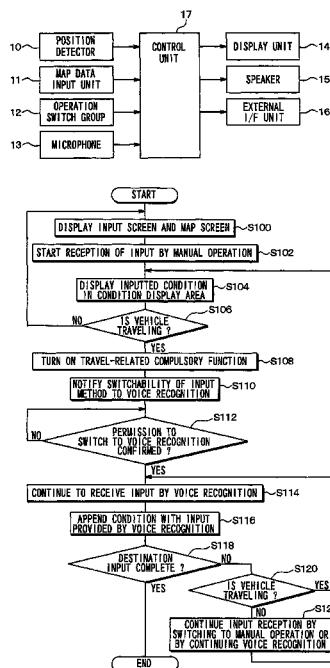 17
10
POSITION
DETECTOR
CONTROL
UNIT
DISPLAY UNIT
14
11
MAP DATA
INPUT UNIT
SPEAKER
15
12
OPERATION
SWITCH GROUP
EXTERNAL
I/F UNIT
16
13
MICROPHONE
START
DISPLAY INPUT SCREEN AND MAP SCREEN
S100
START RECEPTION OF INPUT BY MANUAL OPERATION
S102
DISPLAY INPUTTED CONDITION
IN CONDITION DISPLAY AREA
S104
S106
IS VEHICLE
TRAVELING ?
NO
YES
TURN ON TRAVEL-RELATED COMPULSORY FUNCTION
S108
NOTIFY SWITCHABILITY OF INPUT
METHOD TO VOICE RECOGNITION
S110
S112
PERMISSION TO
SWITCH TO VOICE RECOGNITION
CONFIRMED ?
NO
YES
CONTINUE TO RECEIVE INPUT BY VOICE RECOGNITION
S114
APPEND CONDITION WITH INPUT
PROVIDED BY VOICE RECOGNITION
S116
S118
DESTINATION
INPUT COMPLETE ?
NO
YES
S120
IS VEHICLE
TRAVELING ?
YES
NO
S12
CONTINUE INPUT RECEPTION BY
SWITCHING TO MANUAL OPERATION OR
BY CONTINUING VOICE RECOGNITION
END